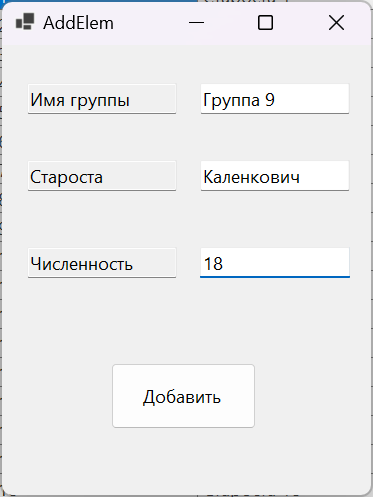 AddElem
Имя группы Группа 9
Староста Каленкович
Численность 18
Добавить